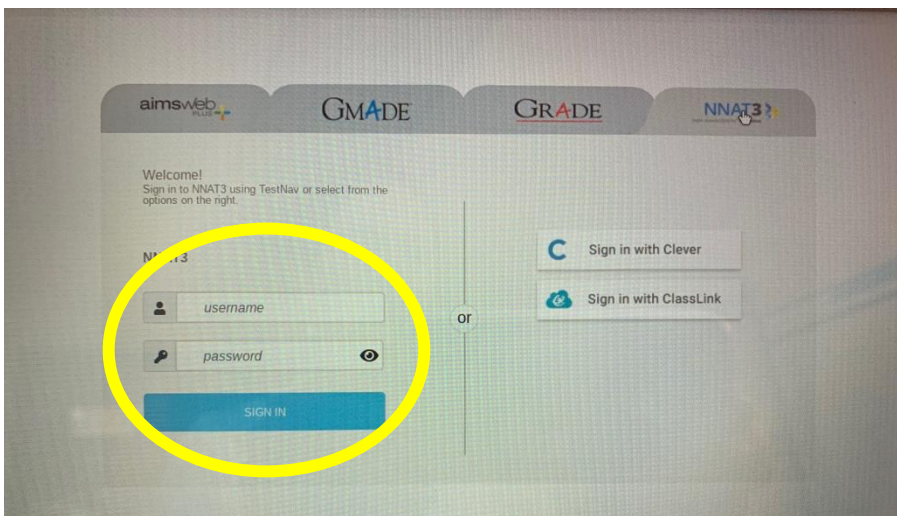 aimsweb
PLUS
GMADE
GRADE
NNAT3
Welcome!
Sign in to NNAT3 using TestNav or select from the
options on the right.
NNAT3
username
password
SIGN IN
or
Sign in with Clever
Sign in with ClassLink